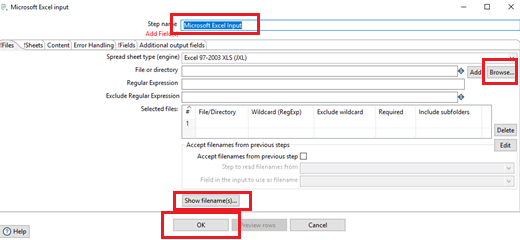 Microsoft Excel input
Step name Microsoft Excel Input
Add Field(s)
!Files !Sheets Content Error Handling !Fields Additional output fields
Spread sheet type (engine) Excel 97-2003 XLS (JXL)
File or directory Add Browse...
Regular Expression
Exclude Regular Expression
Selected files: # File/Directory Wildcard (RegExp) Exclude wildcard Required Include subfolders
1
Delete
Edit
Accept filenames from previous steps
Accept filenames from previous step
Step to read filenames from
Field in the input to use as filename
Show filename(s)...
Help OK Preview rows Cancel